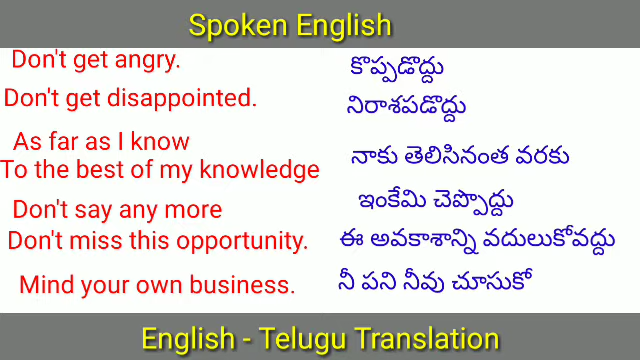 Spoken English
Don't get angry.
కొప్పడొద్దు
Don't get disappointed.
నిరాశపడొద్దు
As far as I know
To the best of my knowledge
నాకు తెలిసినంత వరకు
Don't say any more
ఇంకేమి చెప్పొద్దు
Don't miss this opportunity.
ఈ అవకాశాన్ని వదులుకోవద్దు
Mind your own business.
నీ పని నీవు చూసుకో
English - Telugu Translation